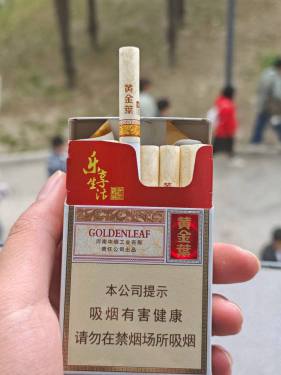 黄金葉
乐享生活
GOLDENLEAF
河南中烟工业有限
责任公司出品
黄金葉
本公司提示
吸烟有害健康
请勿在禁烟场所吸烟